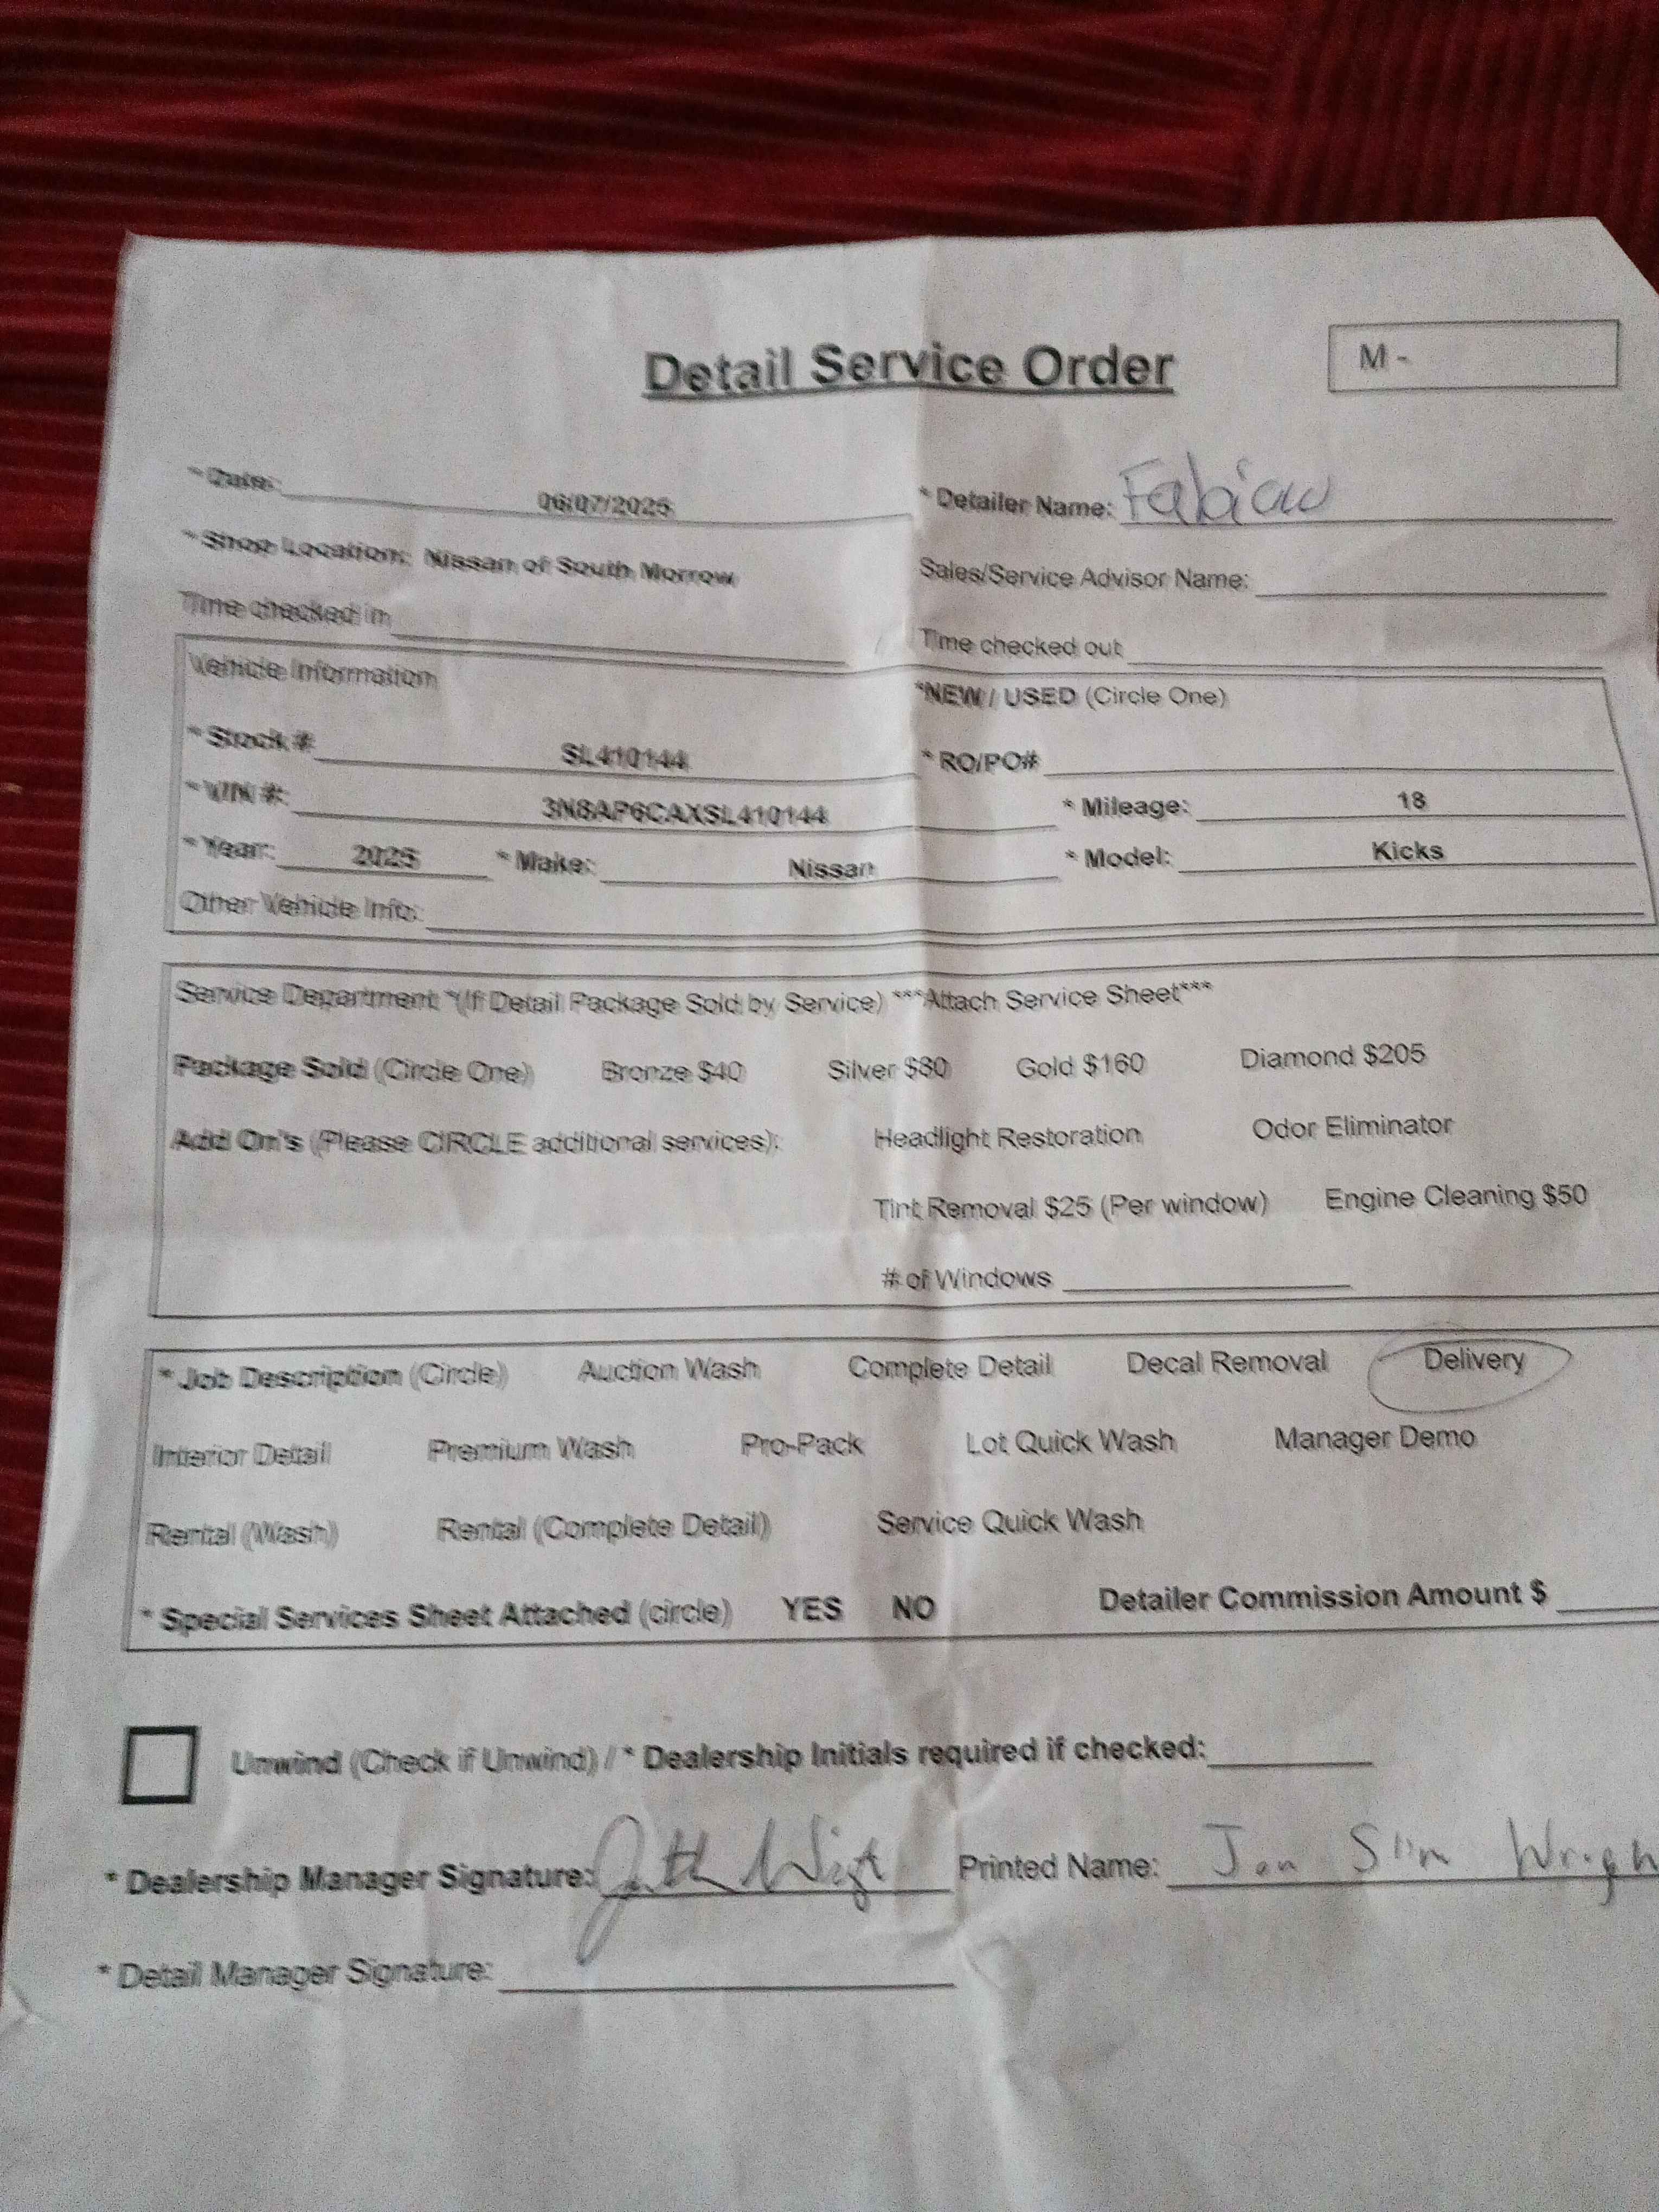 Detail Service Order
M -
* Date: 06/07/2025
* Detailer Name: Fabian
* Shop Location: Nissan of South Morrow
Sales/Service Advisor Name:
Time checked in
Time checked out
Vehicle Information
*NEW / USED (Circle One)
* Stock # SL410144
* RO/PO#
* VIN #: 3N8AP6CAXSL410144
* Mileage: 18
* Year: 2025 * Make: Nissan * Model: Kicks
Other Vehicle Info:
Service Department *(If Detail Package Sold by Service) ***Attach Service Sheet***
Package Sold (Circle One) Bronze $40 Silver $80 Gold $160 Diamond $205
Add On's (Please CIRCLE additional services): Headlight Restoration Odor Eliminator
Tint Removal $25 (Per window) Engine Cleaning $50
# of Windows
* Job Description (Circle) Auction Wash Complete Detail Decal Removal Delivery
Interior Detail Premium Wash Pro-Pack Lot Quick Wash Manager Demo
Rental (Wash) Rental (Complete Detail) Service Quick Wash
* Special Services Sheet Attached (circle) YES NO Detailer Commission Amount $
Unwind (Check if Unwind) / * Dealership Initials required if checked:
* Dealership Manager Signature: Printed Name: Jon Slim Wrigh
* Detail Manager Signature: